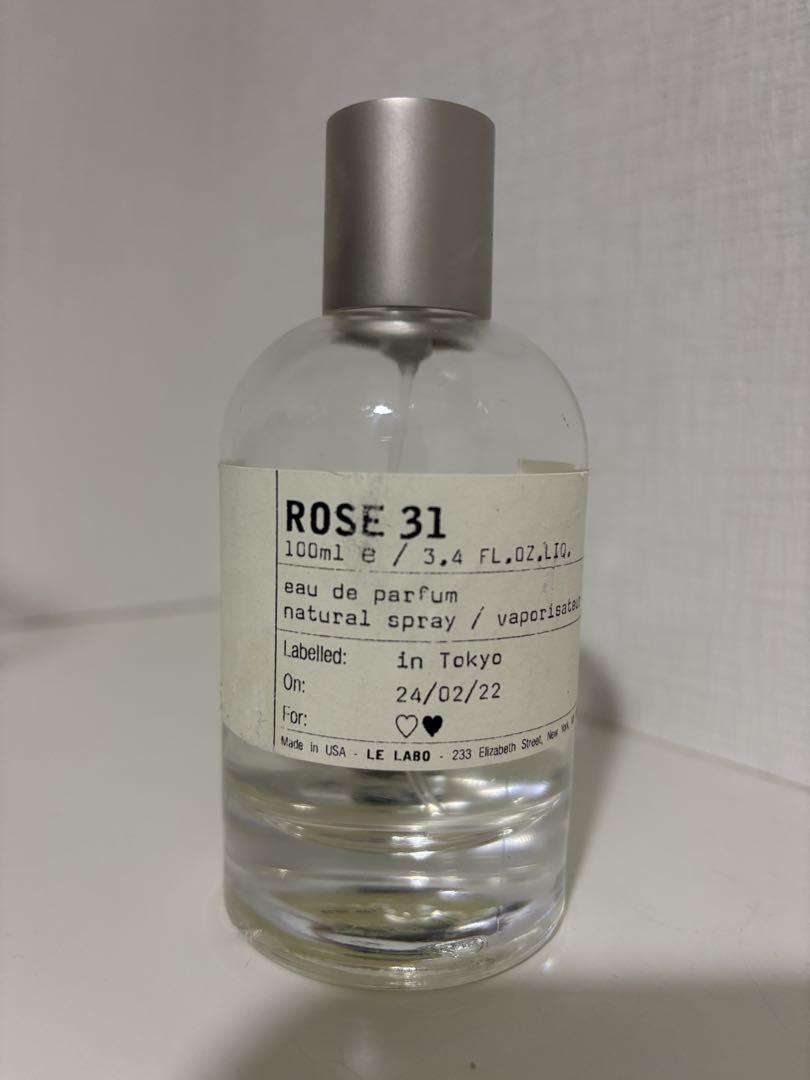 ROSE 31
100ml e / 3.4 FL.OZ.LIQ.
eau de parfum
natural spray / vaporisateur
Labelled: in Tokyo
On: 24/02/22
For: ♡♥
Made in USA - LE LABO - 233 Elizabeth Street, New York,